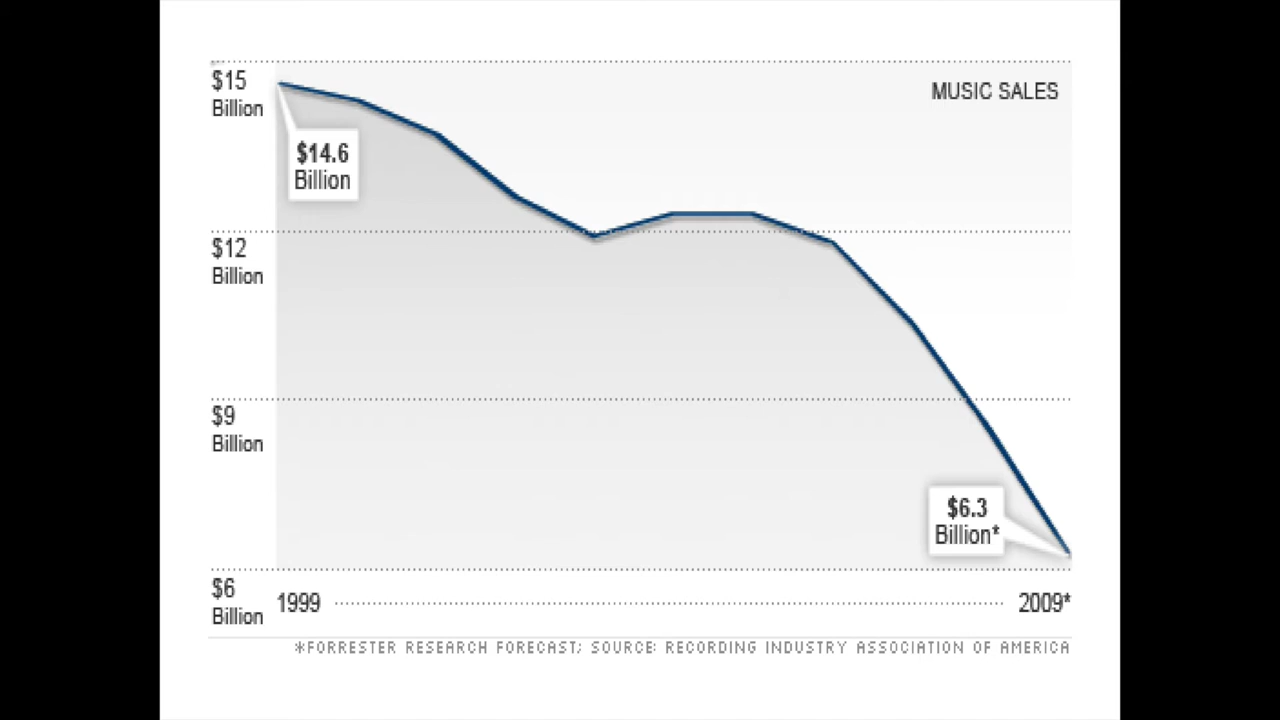 $15
Billion
MUSIC SALES
$14.6
Billion
$12
Billion
$9
Billion
$6.3
Billion*
$6
Billion
1999
2009*
*FORRESTER RESEARCH FORECAST; SOURCE: RECORDING INDUSTRY ASSOCIATION OF AMERICA